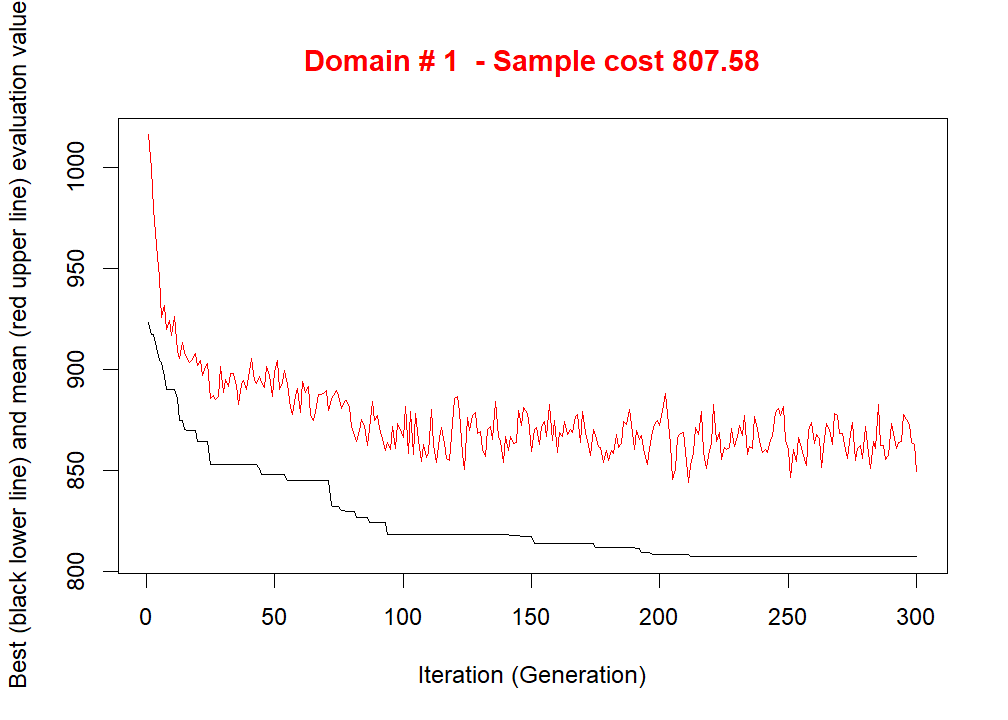 Domain # 1  - Sample cost 807.58
Best (black lower line) and mean (red upper line) evaluation value
1000
950
900
850
800
0 50 100 150 200 250 300
Iteration (Generation)